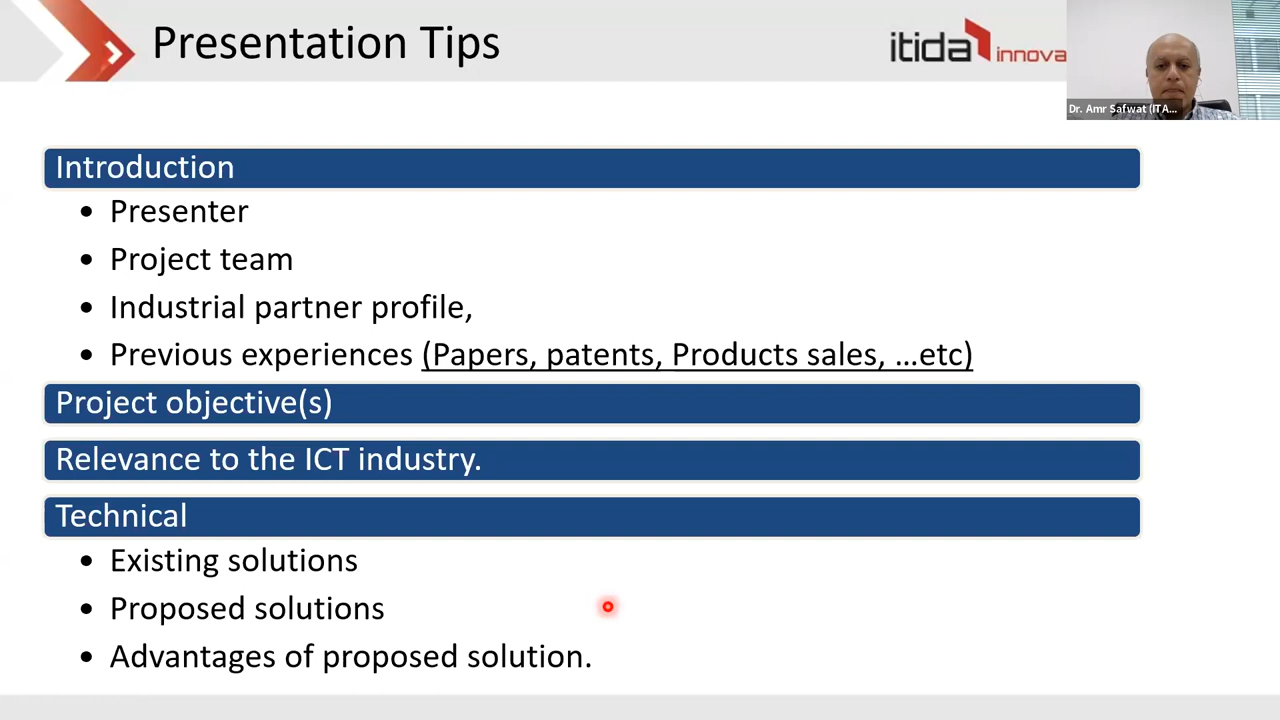 Presentation Tips
itida innova
Dr. Amr Safwat (ITA...
Introduction
• Presenter
• Project team
• Industrial partner profile,
• Previous experiences (Papers, patents, Products sales, ...etc)
Project objective(s)
Relevance to the ICT industry.
Technical
• Existing solutions
• Proposed solutions
• Advantages of proposed solution.